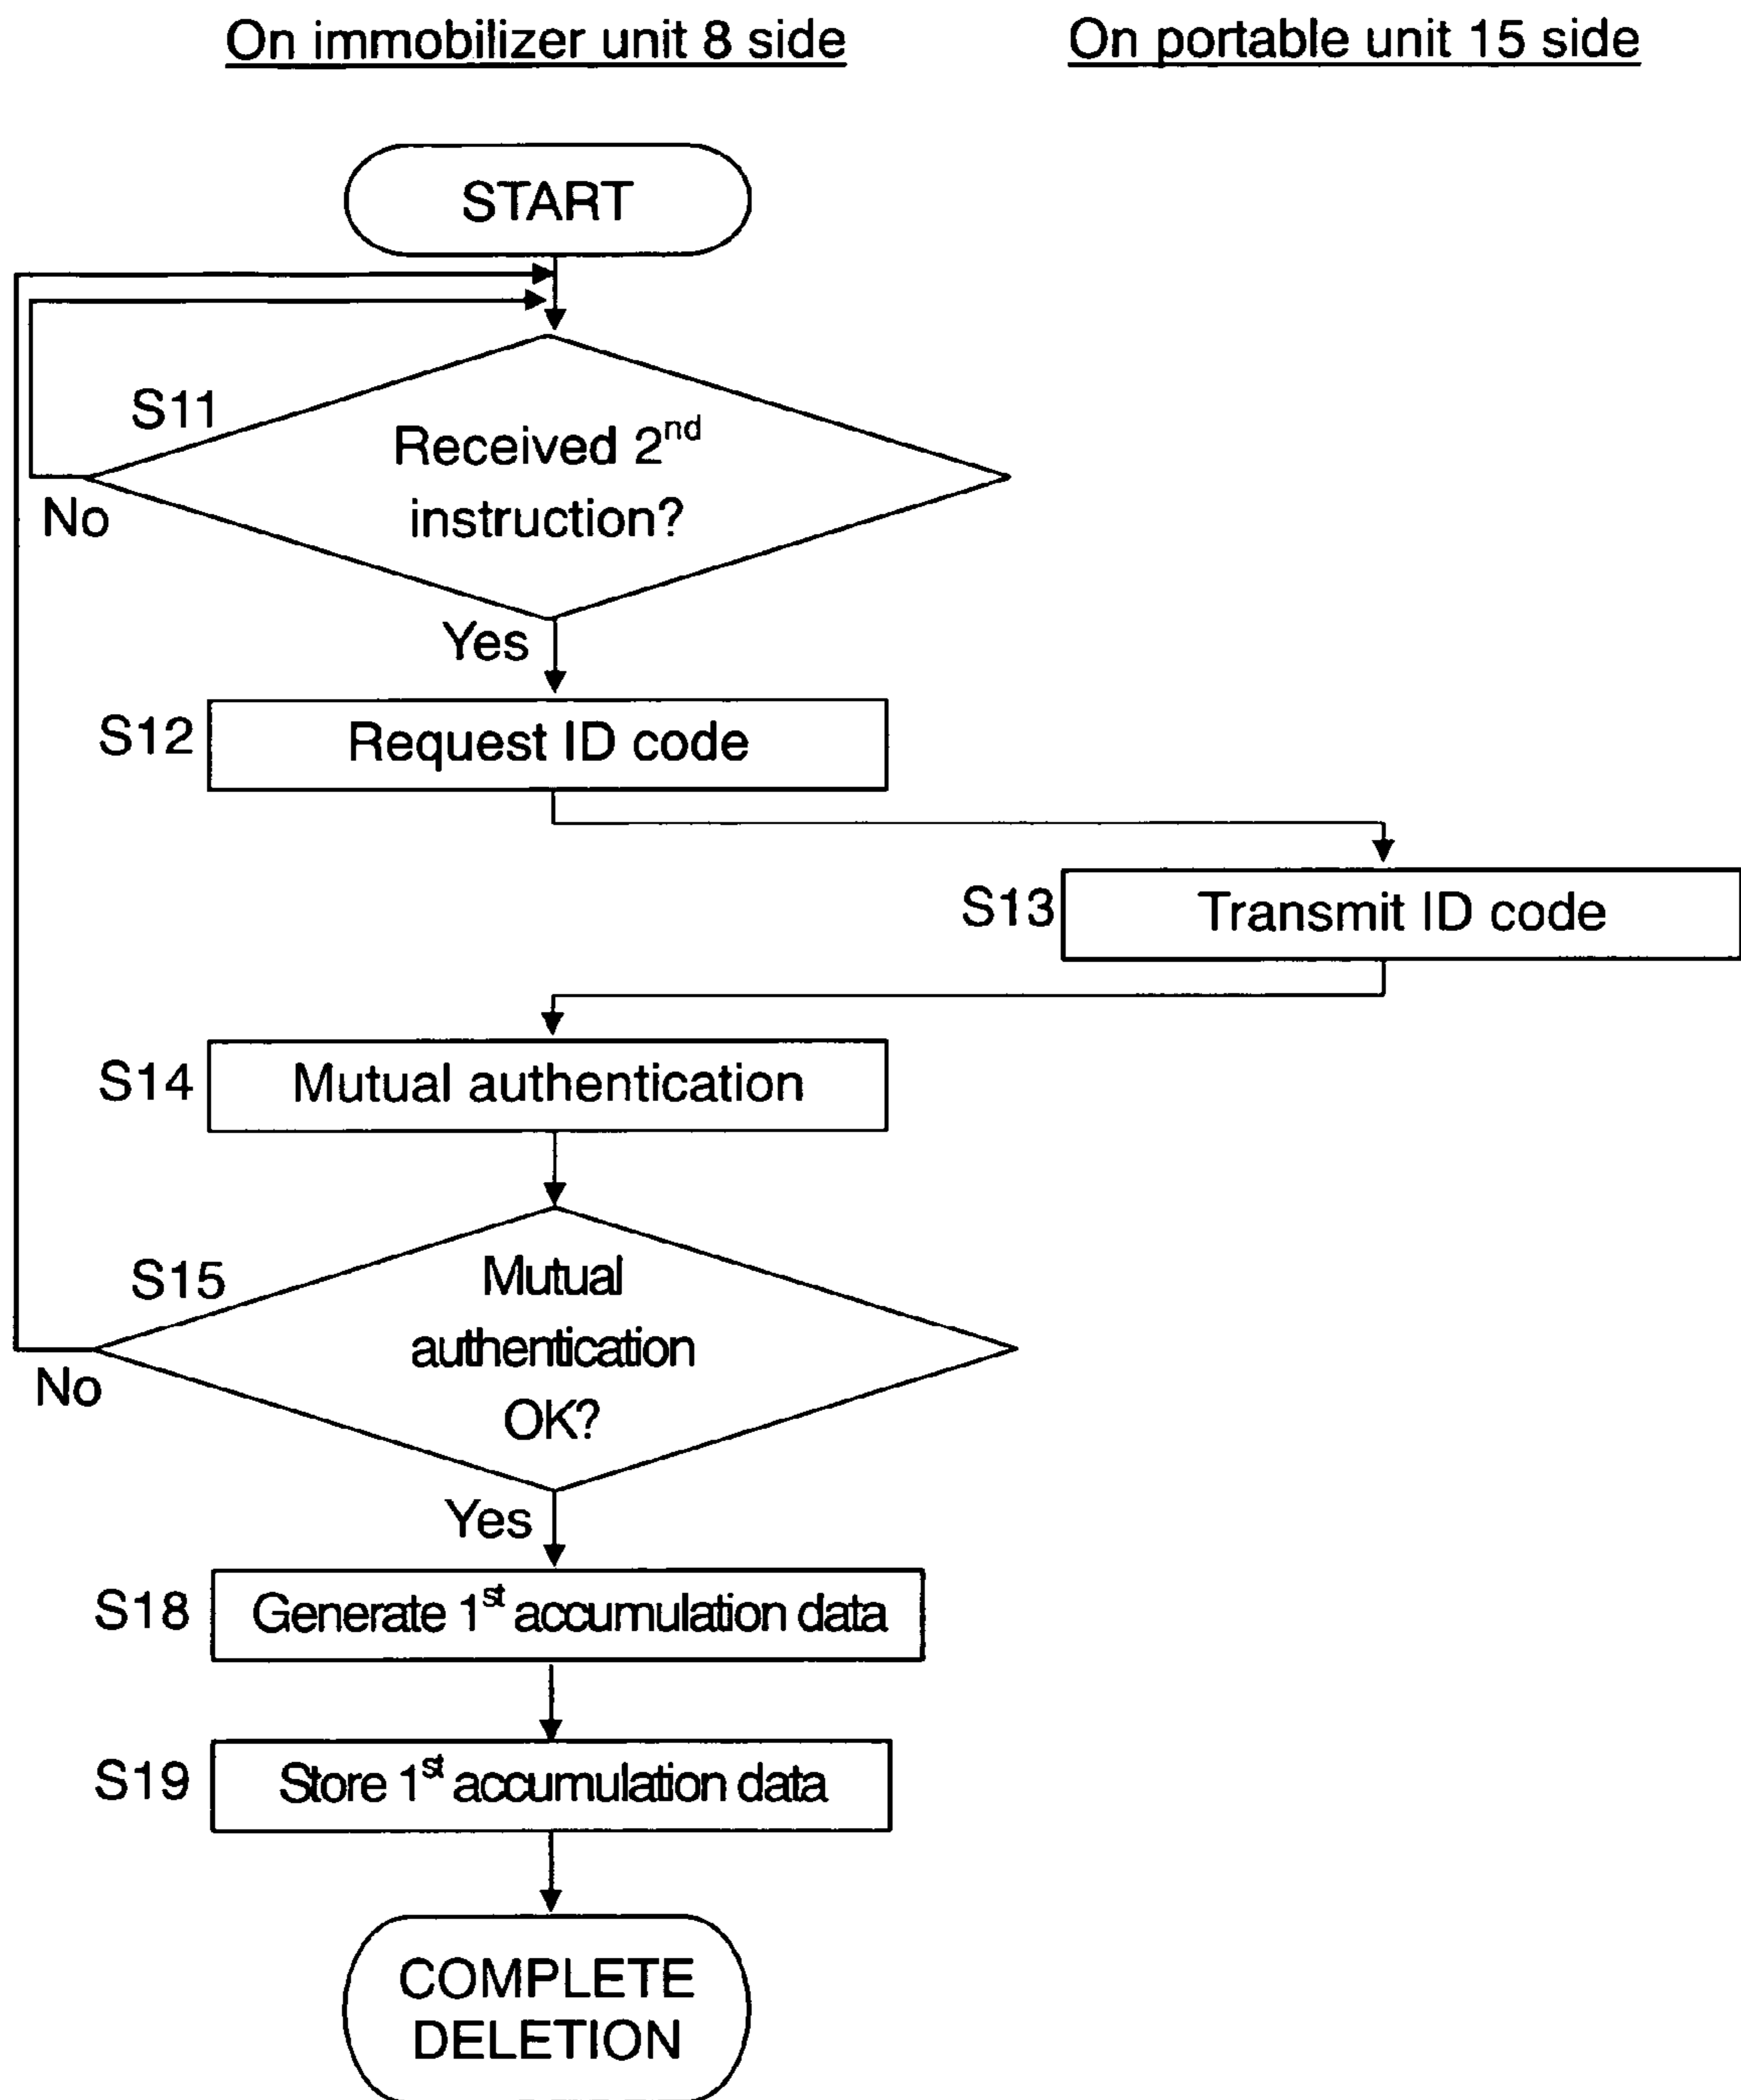 On immobilizer unit 8 side
On portable unit 15 side
START
S11
Received 2nd
instruction?
No
Yes
S12
Request ID code
S13
Transmit ID code
S14
Mutual authentication
S15
Mutual
authentication
OK?
No
Yes
S18
Generate 1st accumulation data
S19
Store 1st accumulation data
COMPLETE
DELETION